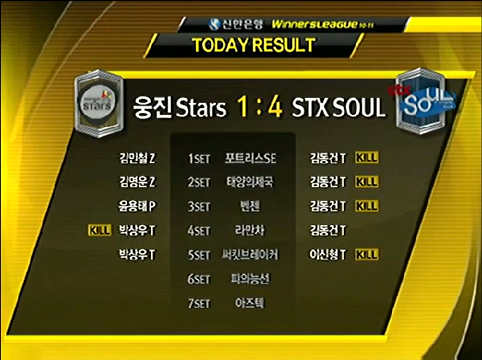 신한은행 WINNERS LEAGUE 10-11
TODAY RESULT
웅진 Stars 1 : 4 STX SOUL
김민철 Z 1SET 포트리스SE 김동건 T KILL
김명운 Z 2SET 태양의제국 김동건 T KILL
윤용태 P 3SET 벤젠 김동건 T KILL
KILL 박상우 T 4SET 라만차 김동건 T
박상우 T 5SET 써킷브레이커 이신형 T KILL
6SET 피의능선
7SET 아즈텍